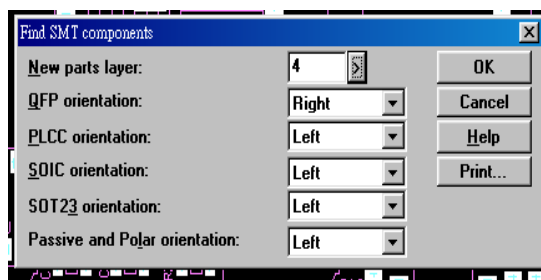 Find SMT components
New parts layer: 4 OK
QFP orientation: Right Cancel
PLCC orientation: Left Help
SOIC orientation: Left Print...
SOT23 orientation: Left
Passive and Polar orientation: Left